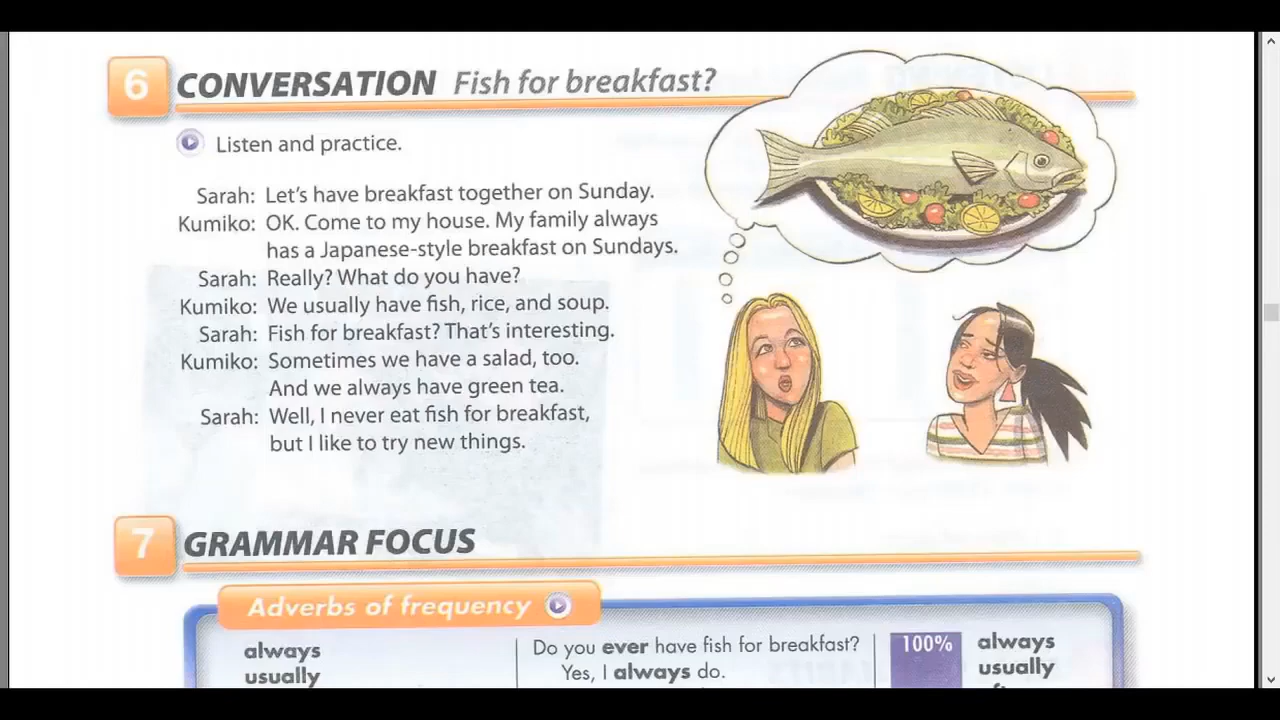 6 CONVERSATION Fish for breakfast?
Listen and practice.
Sarah: Let's have breakfast together on Sunday.
Kumiko: OK. Come to my house. My family always
has a Japanese-style breakfast on Sundays.
Sarah: Really? What do you have?
Kumiko: We usually have fish, rice, and soup.
Sarah: Fish for breakfast? That's interesting.
Kumiko: Sometimes we have a salad, too.
And we always have green tea.
Sarah: Well, I never eat fish for breakfast,
but I like to try new things.
7 GRAMMAR FOCUS
Adverbs of frequency
always
usually
Do you ever have fish for breakfast?
Yes, I always do.
100%
always
usually